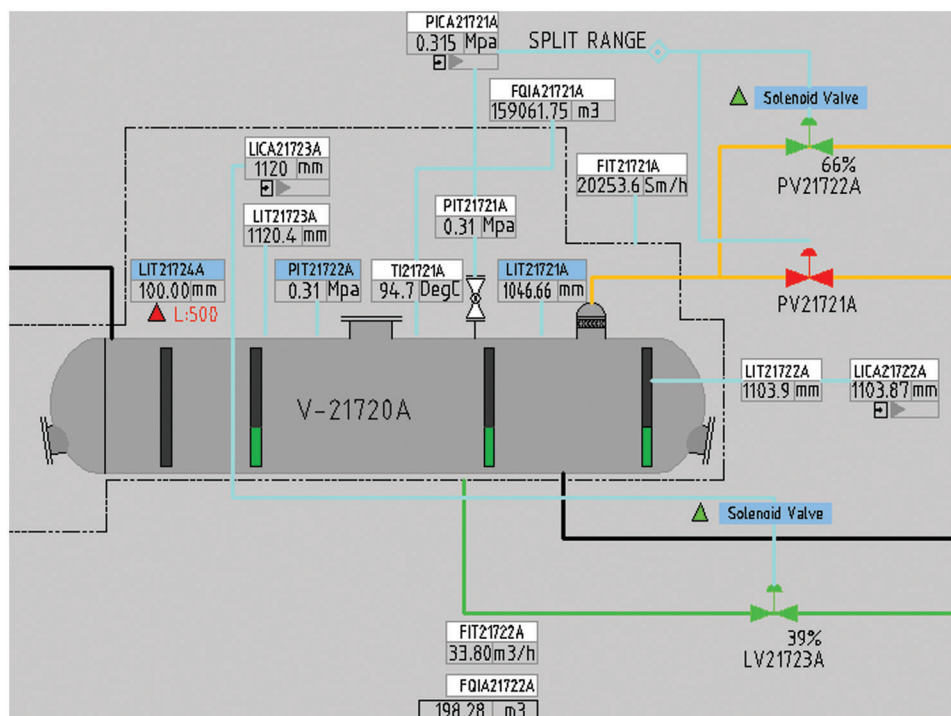 PICA21721A
0.315 Mpa
SPLIT RANGE
FQIA21721A
159061.75 m3
Solenoid Valve
LICA21723A
1120 mm
FIT21721A
20253.6 Sm/h
66%
PV21722A
LIT21723A
1120.4 mm
PIT21721A
0.31 Mpa
LIT21724A
100.00 mm
L:500
PIT21722A
0.31 Mpa
TI21721A
94.7 DegC
LIT21721A
1046.66 mm
PV21721A
LIT21722A
1103.9 mm
LICA21722A
1103.87 mm
V-21720A
Solenoid Valve
39%
LV21723A
FIT21722A
33.80 m3/h
FQIA21722A
198.28 m3